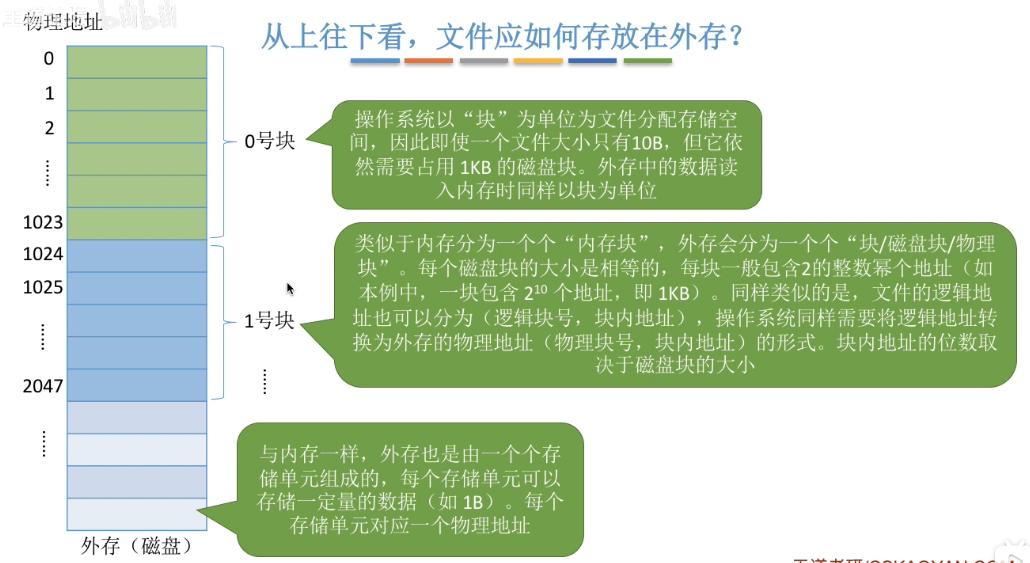 物理地址
bilibili
从上往下看，文件应如何存放在外存？
0
1
2
……
1023
1024
1025
……
2047
……
0号块
1号块
……
操作系统以“块”为单位为文件分配存储空
间，因此即使一个文件大小只有10B，但它依
然需要占用 1KB 的磁盘块。外存中的数据读
入内存时同样以块为单位
类似于内存分为一个个“内存块”，外存会分为一个个“块/磁盘块/物理
块”。每个磁盘块的大小是相等的，每块一般包含2的整数幂个地址（如
本例中，一块包含 2¹⁰ 个地址，即 1KB）。同样类似的是，文件的逻辑地
址也可以分为（逻辑块号，块内地址），操作系统同样需要将逻辑地址转
换为外存的物理地址（物理块号，块内地址）的形式。块内地址的位数取
决于磁盘块的大小
与内存一样，外存也是由一个个存
储单元组成的，每个存储单元可以
存储一定量的数据（如 1B）。每个
存储单元对应一个物理地址
外存（磁盘）